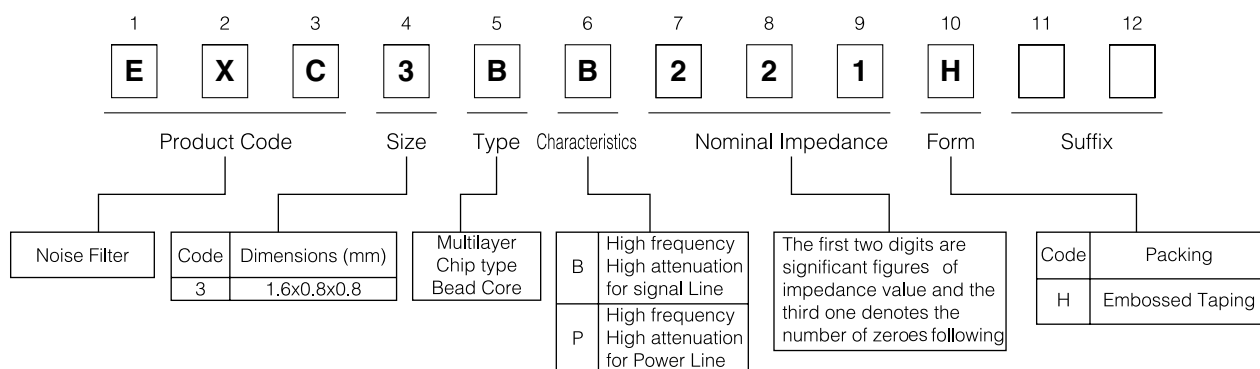 1 2 3 4 5 6 7 8 9 10 11 12
E X C 3 B B 2 2 1 H
Product Code Size Type Characteristics Nominal Impedance Form Suffix
Noise Filter
Code Dimensions (mm)
3 1.6x0.8x0.8
Multilayer
Chip type
Bead Core
B
High frequency
High attenuation
for signal Line
P
High frequency
High attenuation
for Power Line
The first two digits are
significant figures of
impedance value and the
third one denotes the
number of zeroes following
Code Packing
H Embossed Taping